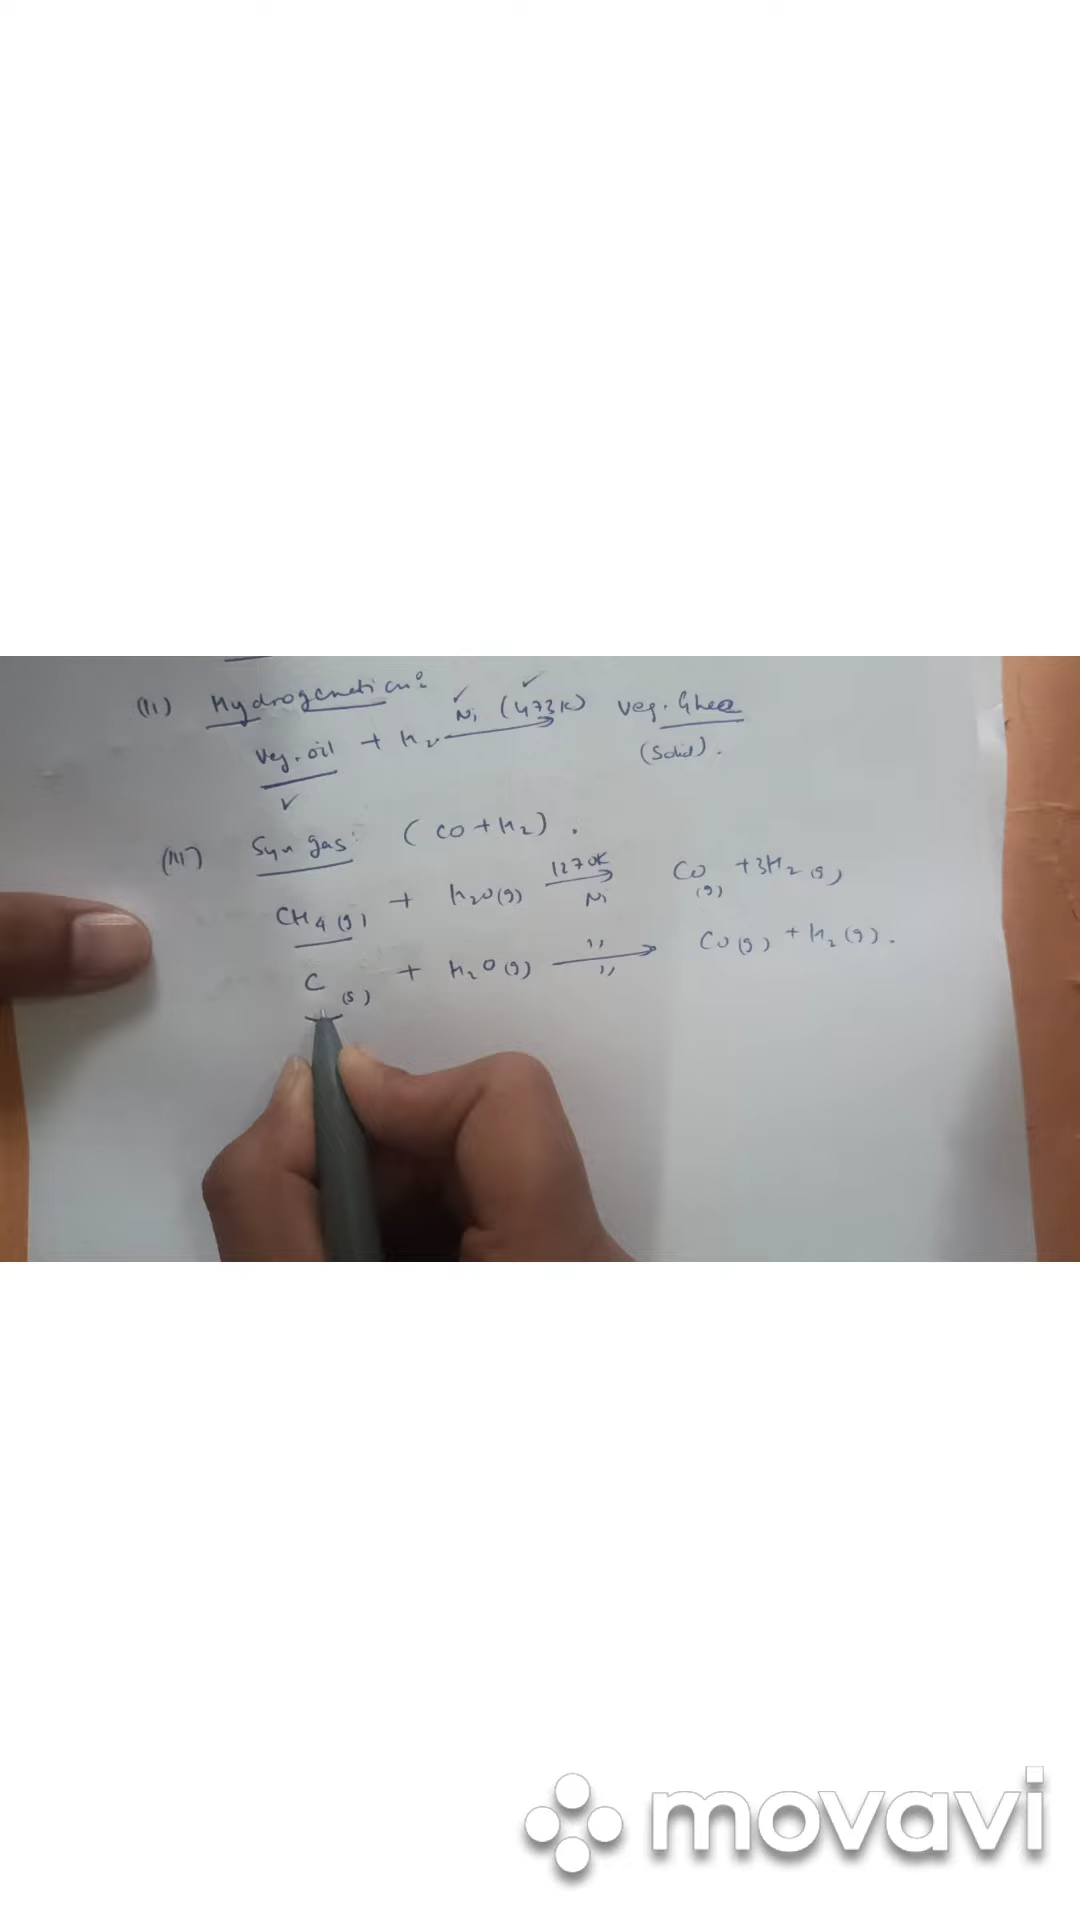 (II) Hydrogenation:
Veg. oil + H2 Ni (473K) Veg. Ghee
(Solid).
(III) Syn gas: (CO + H2).
CH4(g) + H2O(g) 1270K Ni CO(g) + 3H2(g)
C(s) + H2O(g) ,, ,, CO(g) + H2(g).
movavi